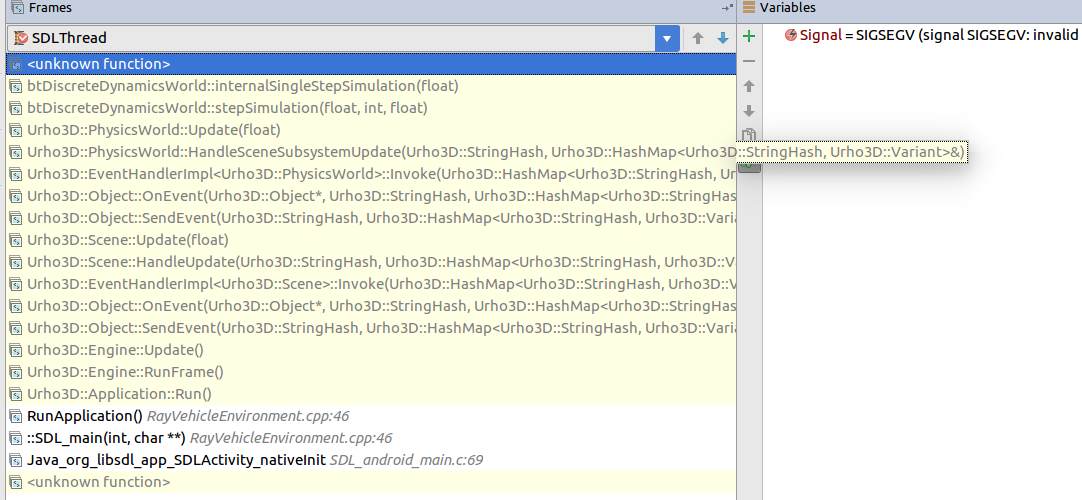 Frames
Variables
SDLThread
Signal = SIGSEGV (signal SIGSEGV: invalid
<unknown function>
btDiscreteDynamicsWorld::internalSingleStepSimulation(float)
btDiscreteDynamicsWorld::stepSimulation(float, int, float)
Urho3D::PhysicsWorld::Update(float)
Urho3D::PhysicsWorld::HandleSceneSubsystemUpdate(Urho3D::StringHash, Urho3D::HashMap<Urho3D::StringHash, Urho3D::Variant>&)
Urho3D::EventHandlerImpl<Urho3D::PhysicsWorld>::Invoke(Urho3D::HashMap<Urho3D::StringHash, Ur
Urho3D::Object::OnEvent(Urho3D::Object*, Urho3D::StringHash, Urho3D::HashMap<Urho3D::StringHas
Urho3D::Object::SendEvent(Urho3D::StringHash, Urho3D::HashMap<Urho3D::StringHash, Urho3D::Varia
Urho3D::Scene::Update(float)
Urho3D::Scene::HandleUpdate(Urho3D::StringHash, Urho3D::HashMap<Urho3D::StringHash, Urho3D::V
Urho3D::EventHandlerImpl<Urho3D::Scene>::Invoke(Urho3D::HashMap<Urho3D::StringHash, Urho3D::V
Urho3D::Object::OnEvent(Urho3D::Object*, Urho3D::StringHash, Urho3D::HashMap<Urho3D::StringHas
Urho3D::Object::SendEvent(Urho3D::StringHash, Urho3D::HashMap<Urho3D::StringHash, Urho3D::Varia
Urho3D::Engine::Update()
Urho3D::Engine::RunFrame()
Urho3D::Application::Run()
RunApplication() RayVehicleEnvironment.cpp:46
::SDL_main(int, char **) RayVehicleEnvironment.cpp:46
Java_org_libsdl_app_SDLActivity_nativeInit SDL_android_main.c:69
<unknown function>